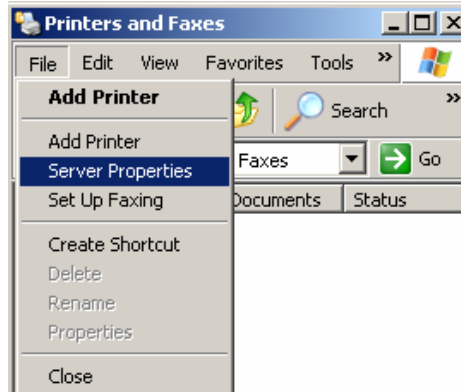 Printers and Faxes
File Edit View Favorites Tools »
Add Printer
Search »
Add Printer
Server Properties
Faxes Go
Set Up Faxing
Documents Status
Create Shortcut
Delete
Rename
Properties
Close